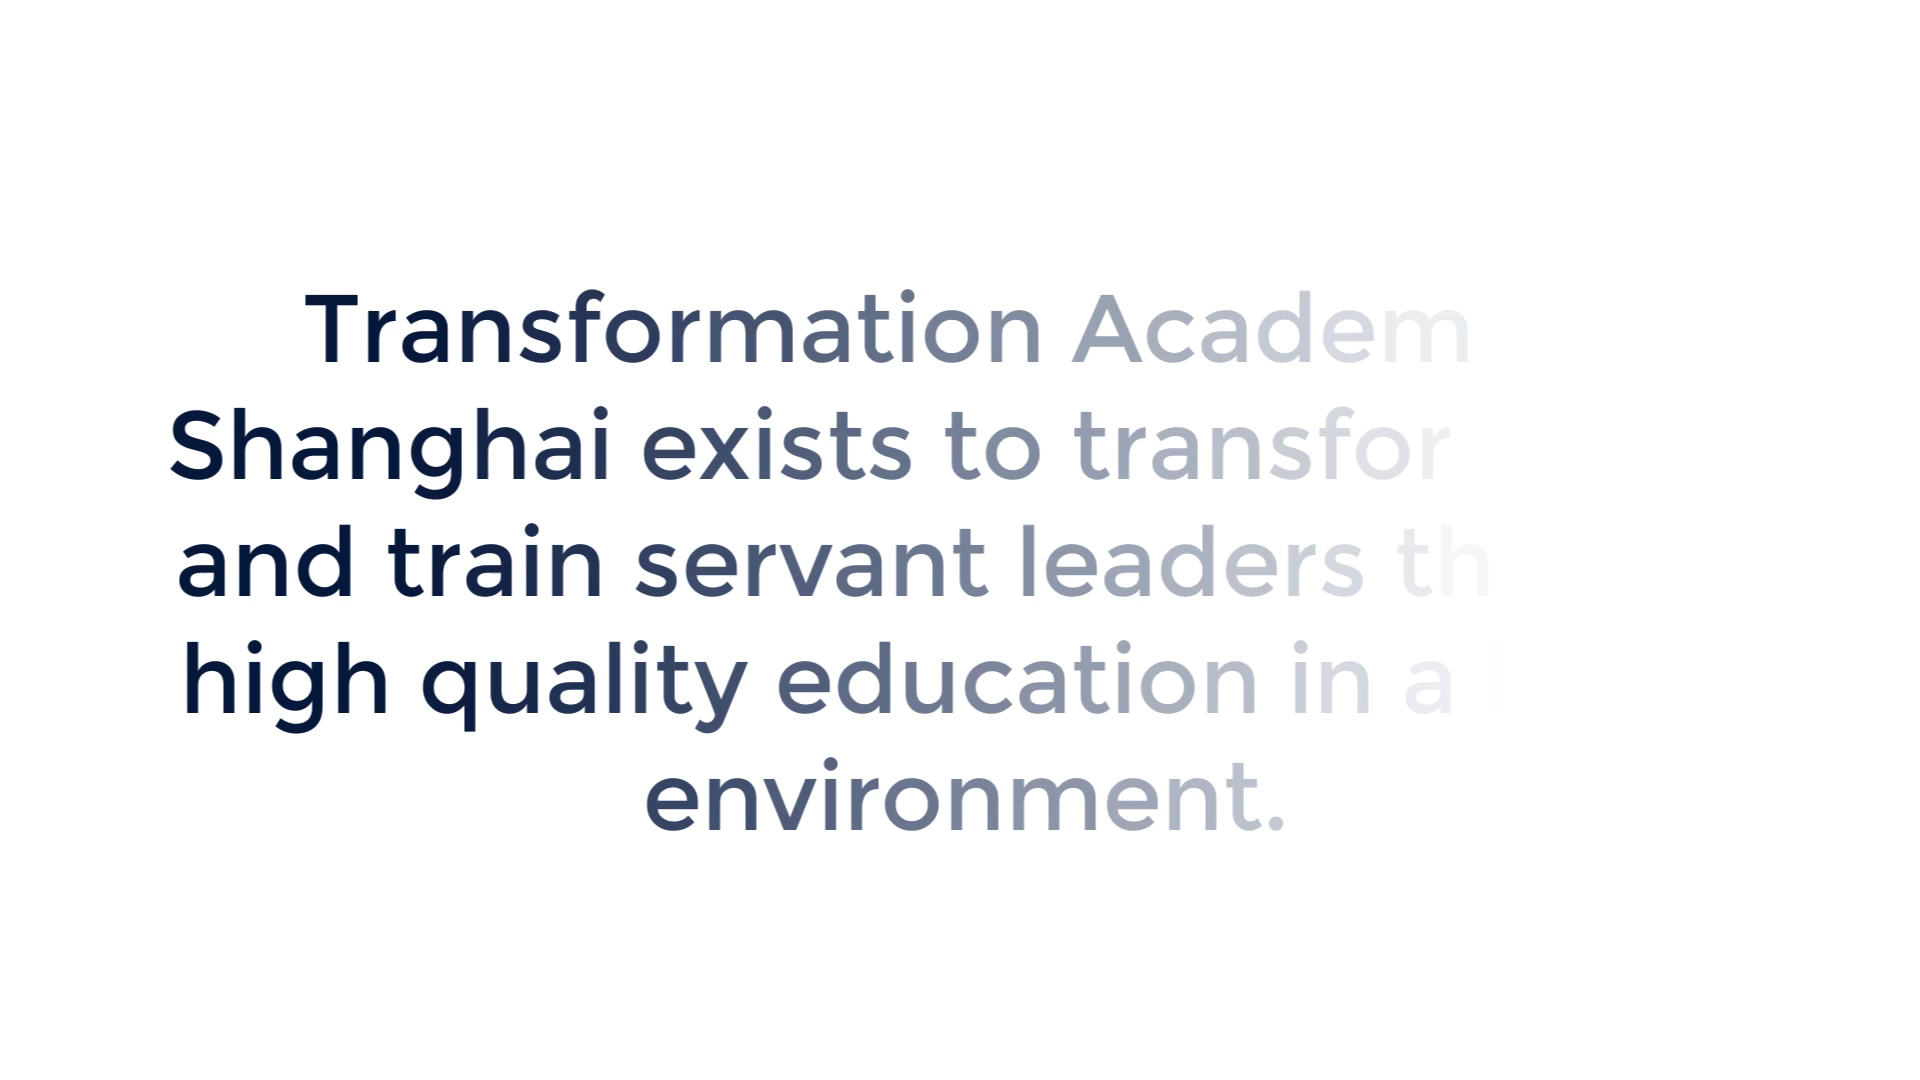 Transformation Academ
Shanghai exists to transfor
and train servant leaders th
high quality education in a
environment.